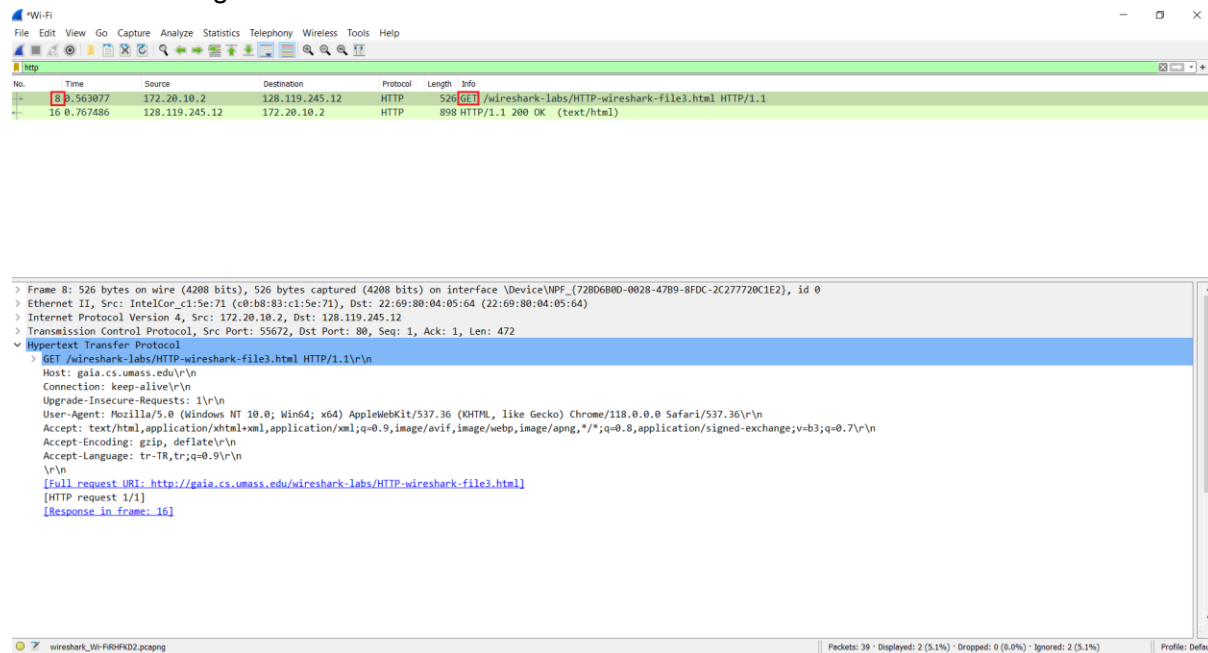 *Wi-Fi
File Edit View Go Capture Analyze Statistics Telephony Wireless Tools Help
http
No. Time Source Destination Protocol Length Info
8 0.563077 172.20.10.2 128.119.245.12 HTTP 526 GET /wireshark-labs/HTTP-wireshark-file3.html HTTP/1.1
16 0.767486 128.119.245.12 172.20.10.2 HTTP 898 HTTP/1.1 200 OK (text/html)
> Frame 8: 526 bytes on wire (4208 bits), 526 bytes captured (4208 bits) on interface \Device\NPF_{72BD6B0D-0028-47B9-8FDC-2C277720C1E2}, id 0
> Ethernet II, Src: IntelCor_c1:5e:71 (c0:b8:83:c1:5e:71), Dst: 22:69:80:04:05:64 (22:69:80:04:05:64)
> Internet Protocol Version 4, Src: 172.20.10.2, Dst: 128.119.245.12
> Transmission Control Protocol, Src Port: 55672, Dst Port: 80, Seq: 1, Ack: 1, Len: 472
Hypertext Transfer Protocol
> GET /wireshark-labs/HTTP-wireshark-file3.html HTTP/1.1\r\n
Host: gaia.cs.umass.edu\r\n
Connection: keep-alive\r\n
Upgrade-Insecure-Requests: 1\r\n
User-Agent: Mozilla/5.0 (Windows NT 10.0; Win64; x64) AppleWebKit/537.36 (KHTML, like Gecko) Chrome/118.0.0.0 Safari/537.36\r\n
Accept: text/html,application/xhtml+xml,application/xml;q=0.9,image/avif,image/webp,image/apng,*/*;q=0.8,application/signed-exchange;v=b3;q=0.7\r\n
Accept-Encoding: gzip, deflate\r\n
Accept-Language: tr-TR,tr;q=0.9\r\n
\r\n
[Full request URI: http://gaia.cs.umass.edu/wireshark-labs/HTTP-wireshark-file3.html]
[HTTP request 1/1]
[Response in frame: 16]
wireshark_Wi-FiRHFKD2.pcapng Packets: 39 · Displayed: 2 (5.1%) · Dropped: 0 (0.0%) · Ignored: 2 (5.1%) Profile: Defau